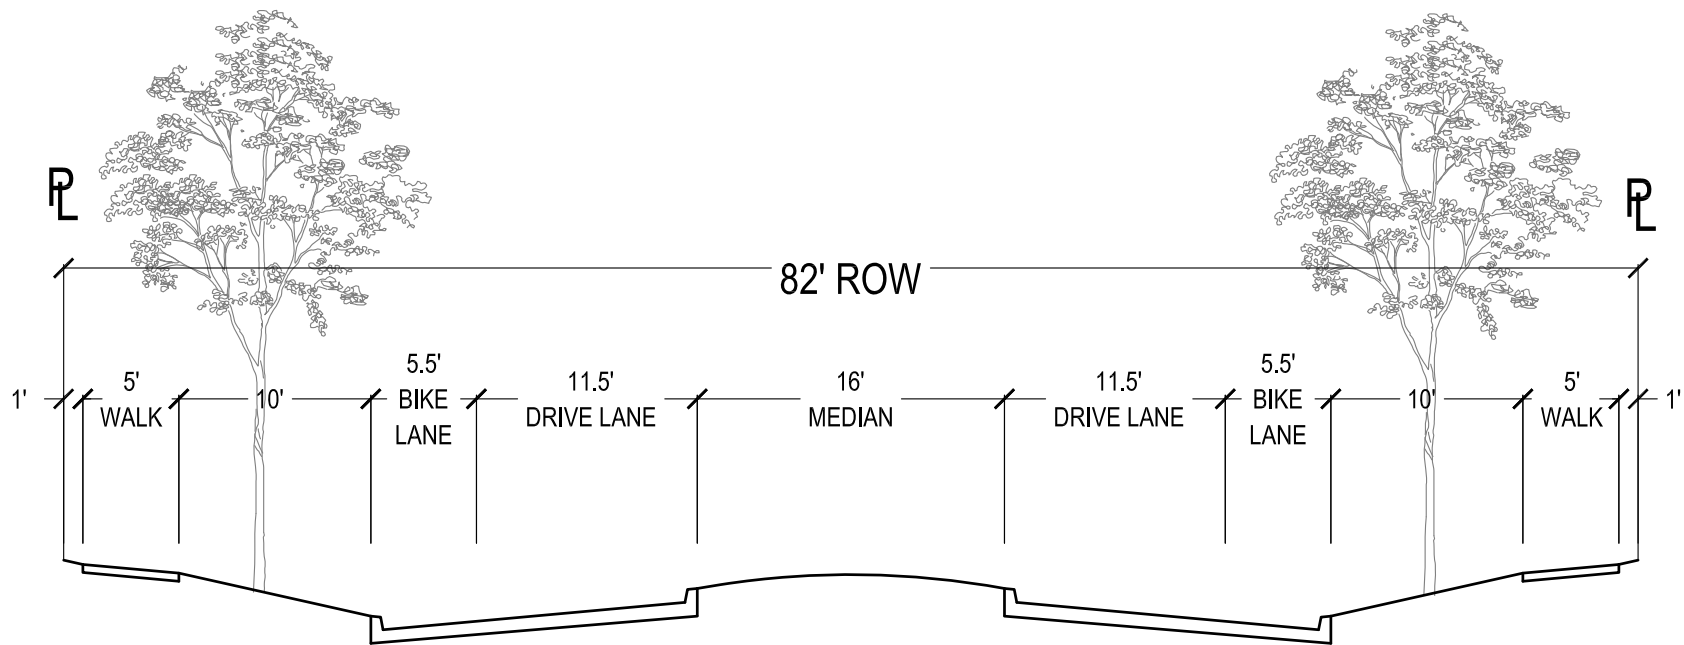 PL
PL
82' ROW
1'
5'
WALK
10'
5.5'
BIKE
LANE
11.5'
DRIVE LANE
16'
MEDIAN
11.5'
DRIVE LANE
5.5'
BIKE
LANE
10'
5'
WALK
1'